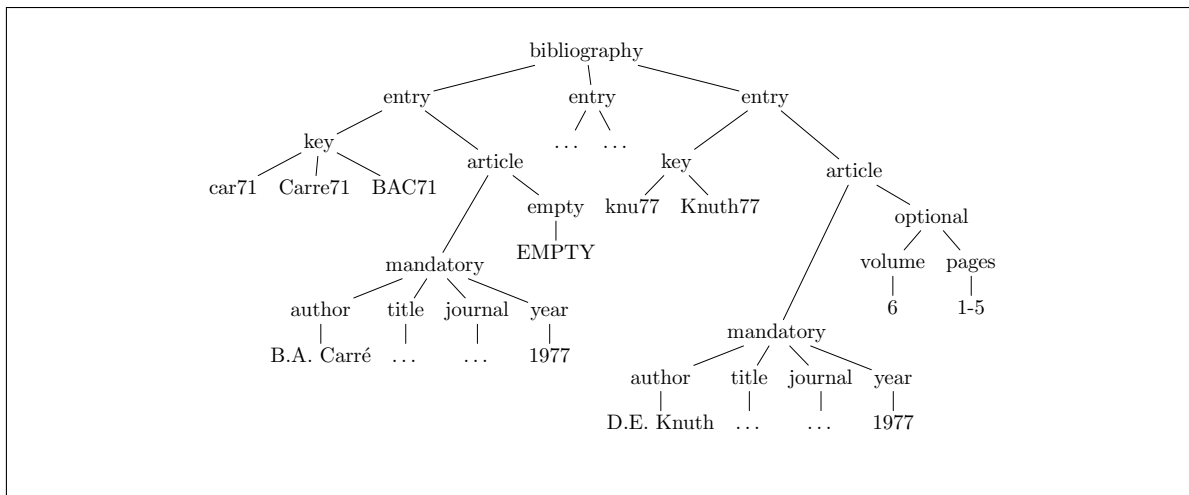 bibliography
entry entry entry
key . . . . . . key
article article
car71 Carre71 BAC71
empty knu77 Knuth77 optional
EMPTY
mandatory volume pages
author title journal year 6 1-5
mandatory
B.A. Carré . . . . . . 1977
author title journal year
D.E. Knuth . . . . . . 1977